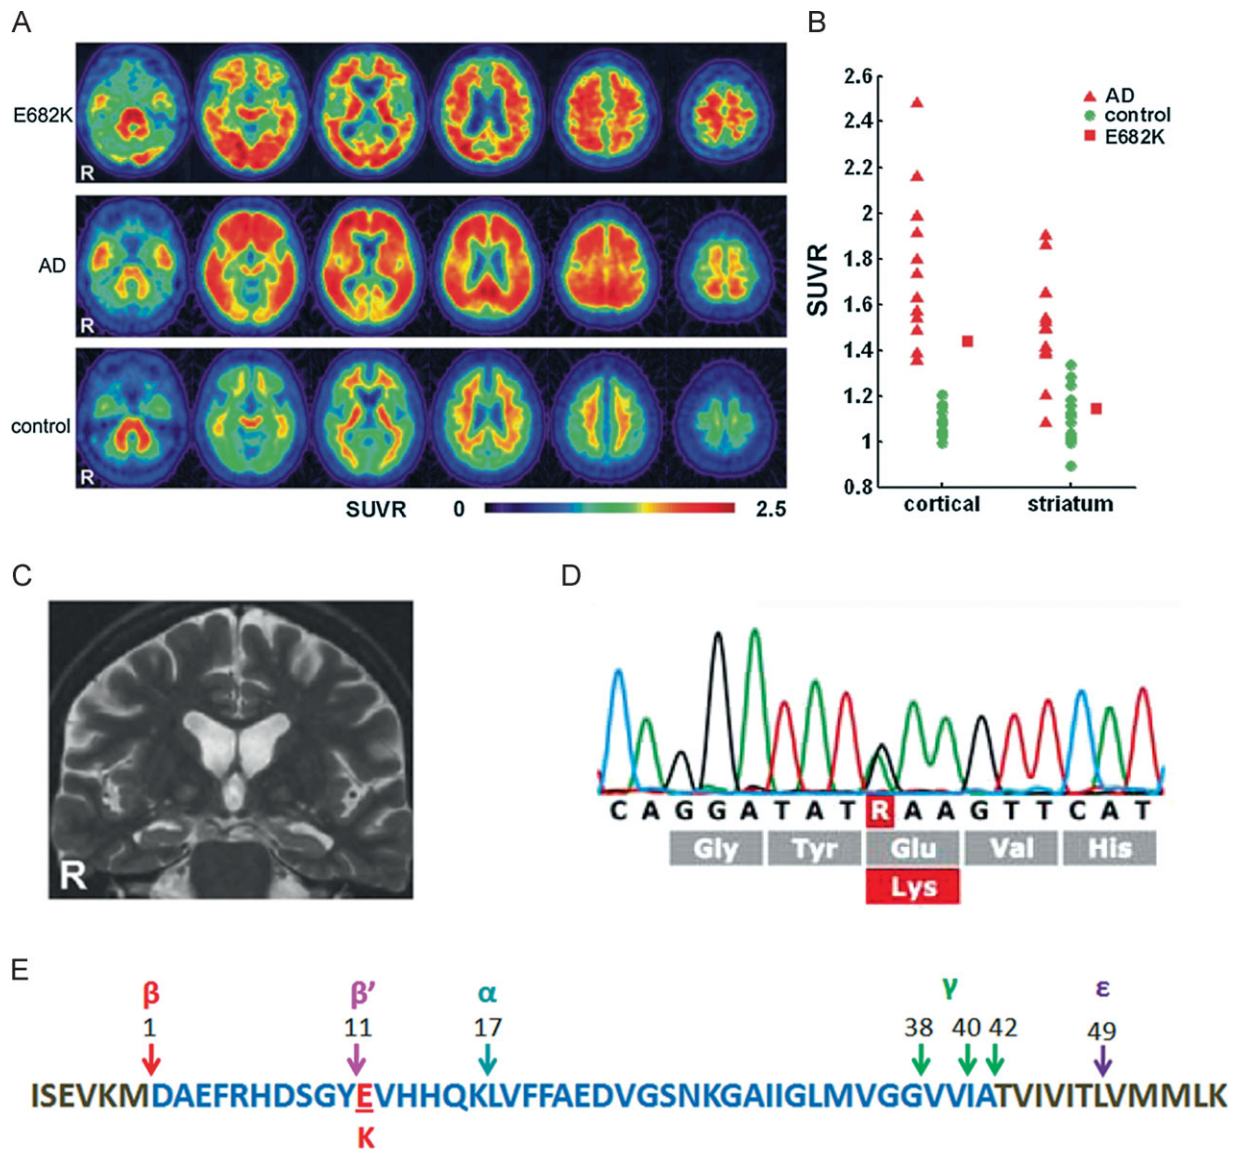 A
E682K
R
AD
R
control
R
SUVR 0 2.5
B
SUVR
2.6
2.4
2.2
2
1.8
1.6
1.4
1.2
1
0.8
AD
control
E682K
cortical striatum
C
R
D
C A G G A T A T R A A G T T C A T
Gly Tyr Glu Val His
Lys
E
β β’ α γ ε
1 11 17 38 40 42 49
ISEVKMDAEFRHDSGYEVHHQKLVFFAEDVGSNKGAIIGLMVGGVVIATVIVITLVMMLK
K